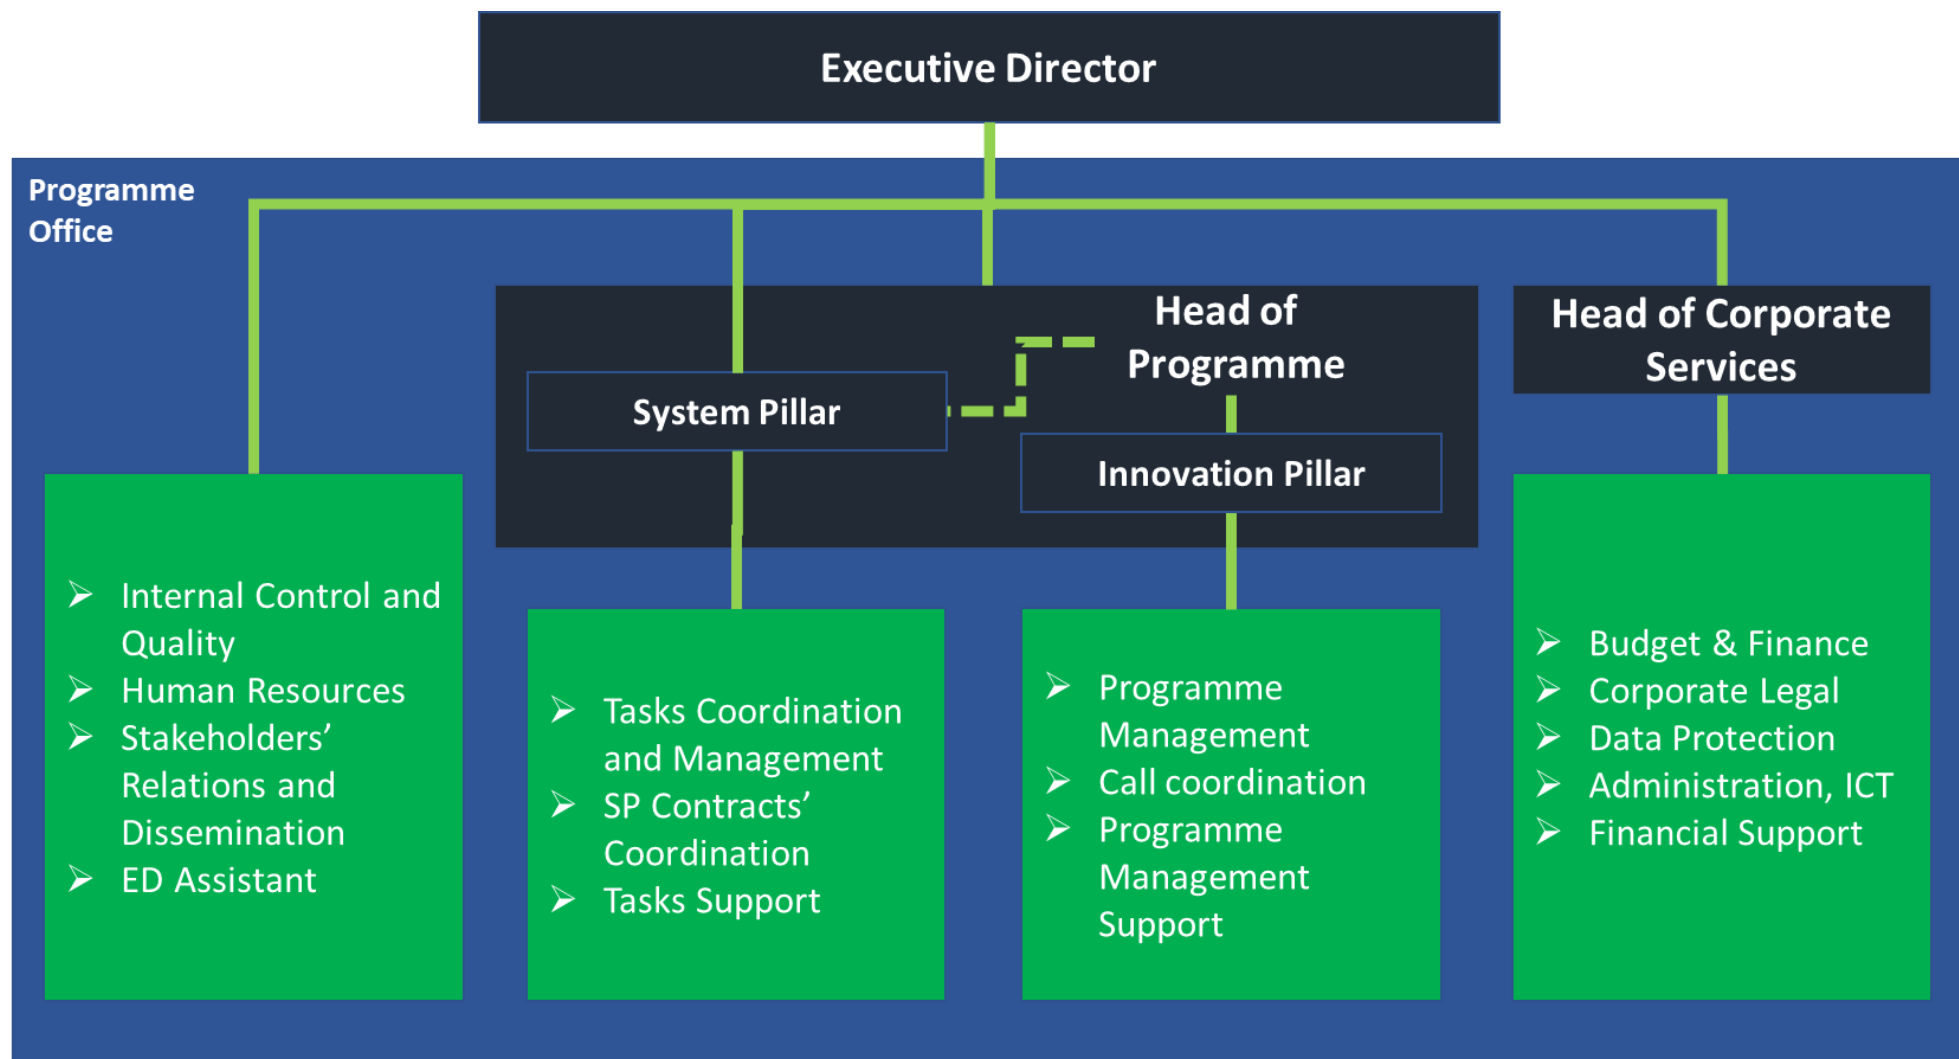 Executive Director
Programme
Office
Head of
Programme
Head of Corporate
Services
System Pillar
Innovation Pillar
Internal Control and
Quality
Human Resources
Stakeholders’
Relations and
Dissemination
ED Assistant
Tasks Coordination
and Management
SP Contracts’
Coordination
Tasks Support
Programme
Management
Call coordination
Programme
Management
Support
Budget & Finance
Corporate Legal
Data Protection
Administration, ICT
Financial Support